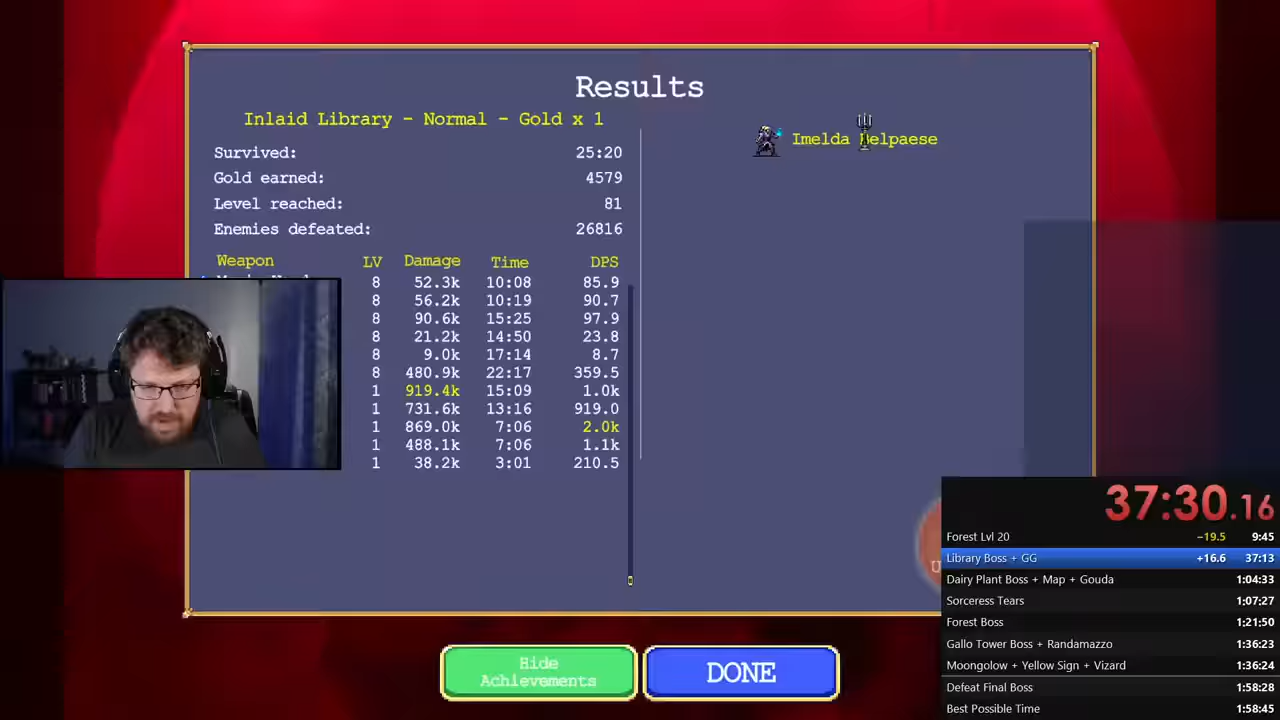 Results
Inlaid Library - Normal - Gold x 1
Survived: 25:20
Gold earned: 4579
Level reached: 81
Enemies defeated: 26816
Imelda Belpaese
Weapon LV Damage Time DPS
8 52.3k 10:08 85.9
8 56.2k 10:19 90.7
8 90.6k 15:25 97.9
8 21.2k 14:50 23.8
8 9.0k 17:14 8.7
8 480.9k 22:17 359.5
1 919.4k 15:09 1.0k
1 731.6k 13:16 919.0
1 869.0k 7:06 2.0k
1 488.1k 7:06 1.1k
1 38.2k 3:01 210.5
Hide
Achievements
DONE
37:30.16
Forest Lvl 20 -19.5 9:45
Library Boss + GG +16.6 37:13
Dairy Plant Boss + Map + Gouda 1:04:33
Sorceress Tears 1:07:27
Forest Boss 1:21:50
Gallo Tower Boss + Randamazzo 1:36:23
Moongolow + Yellow Sign + Vizard 1:36:24
Defeat Final Boss 1:58:28
Best Possible Time 1:58:45